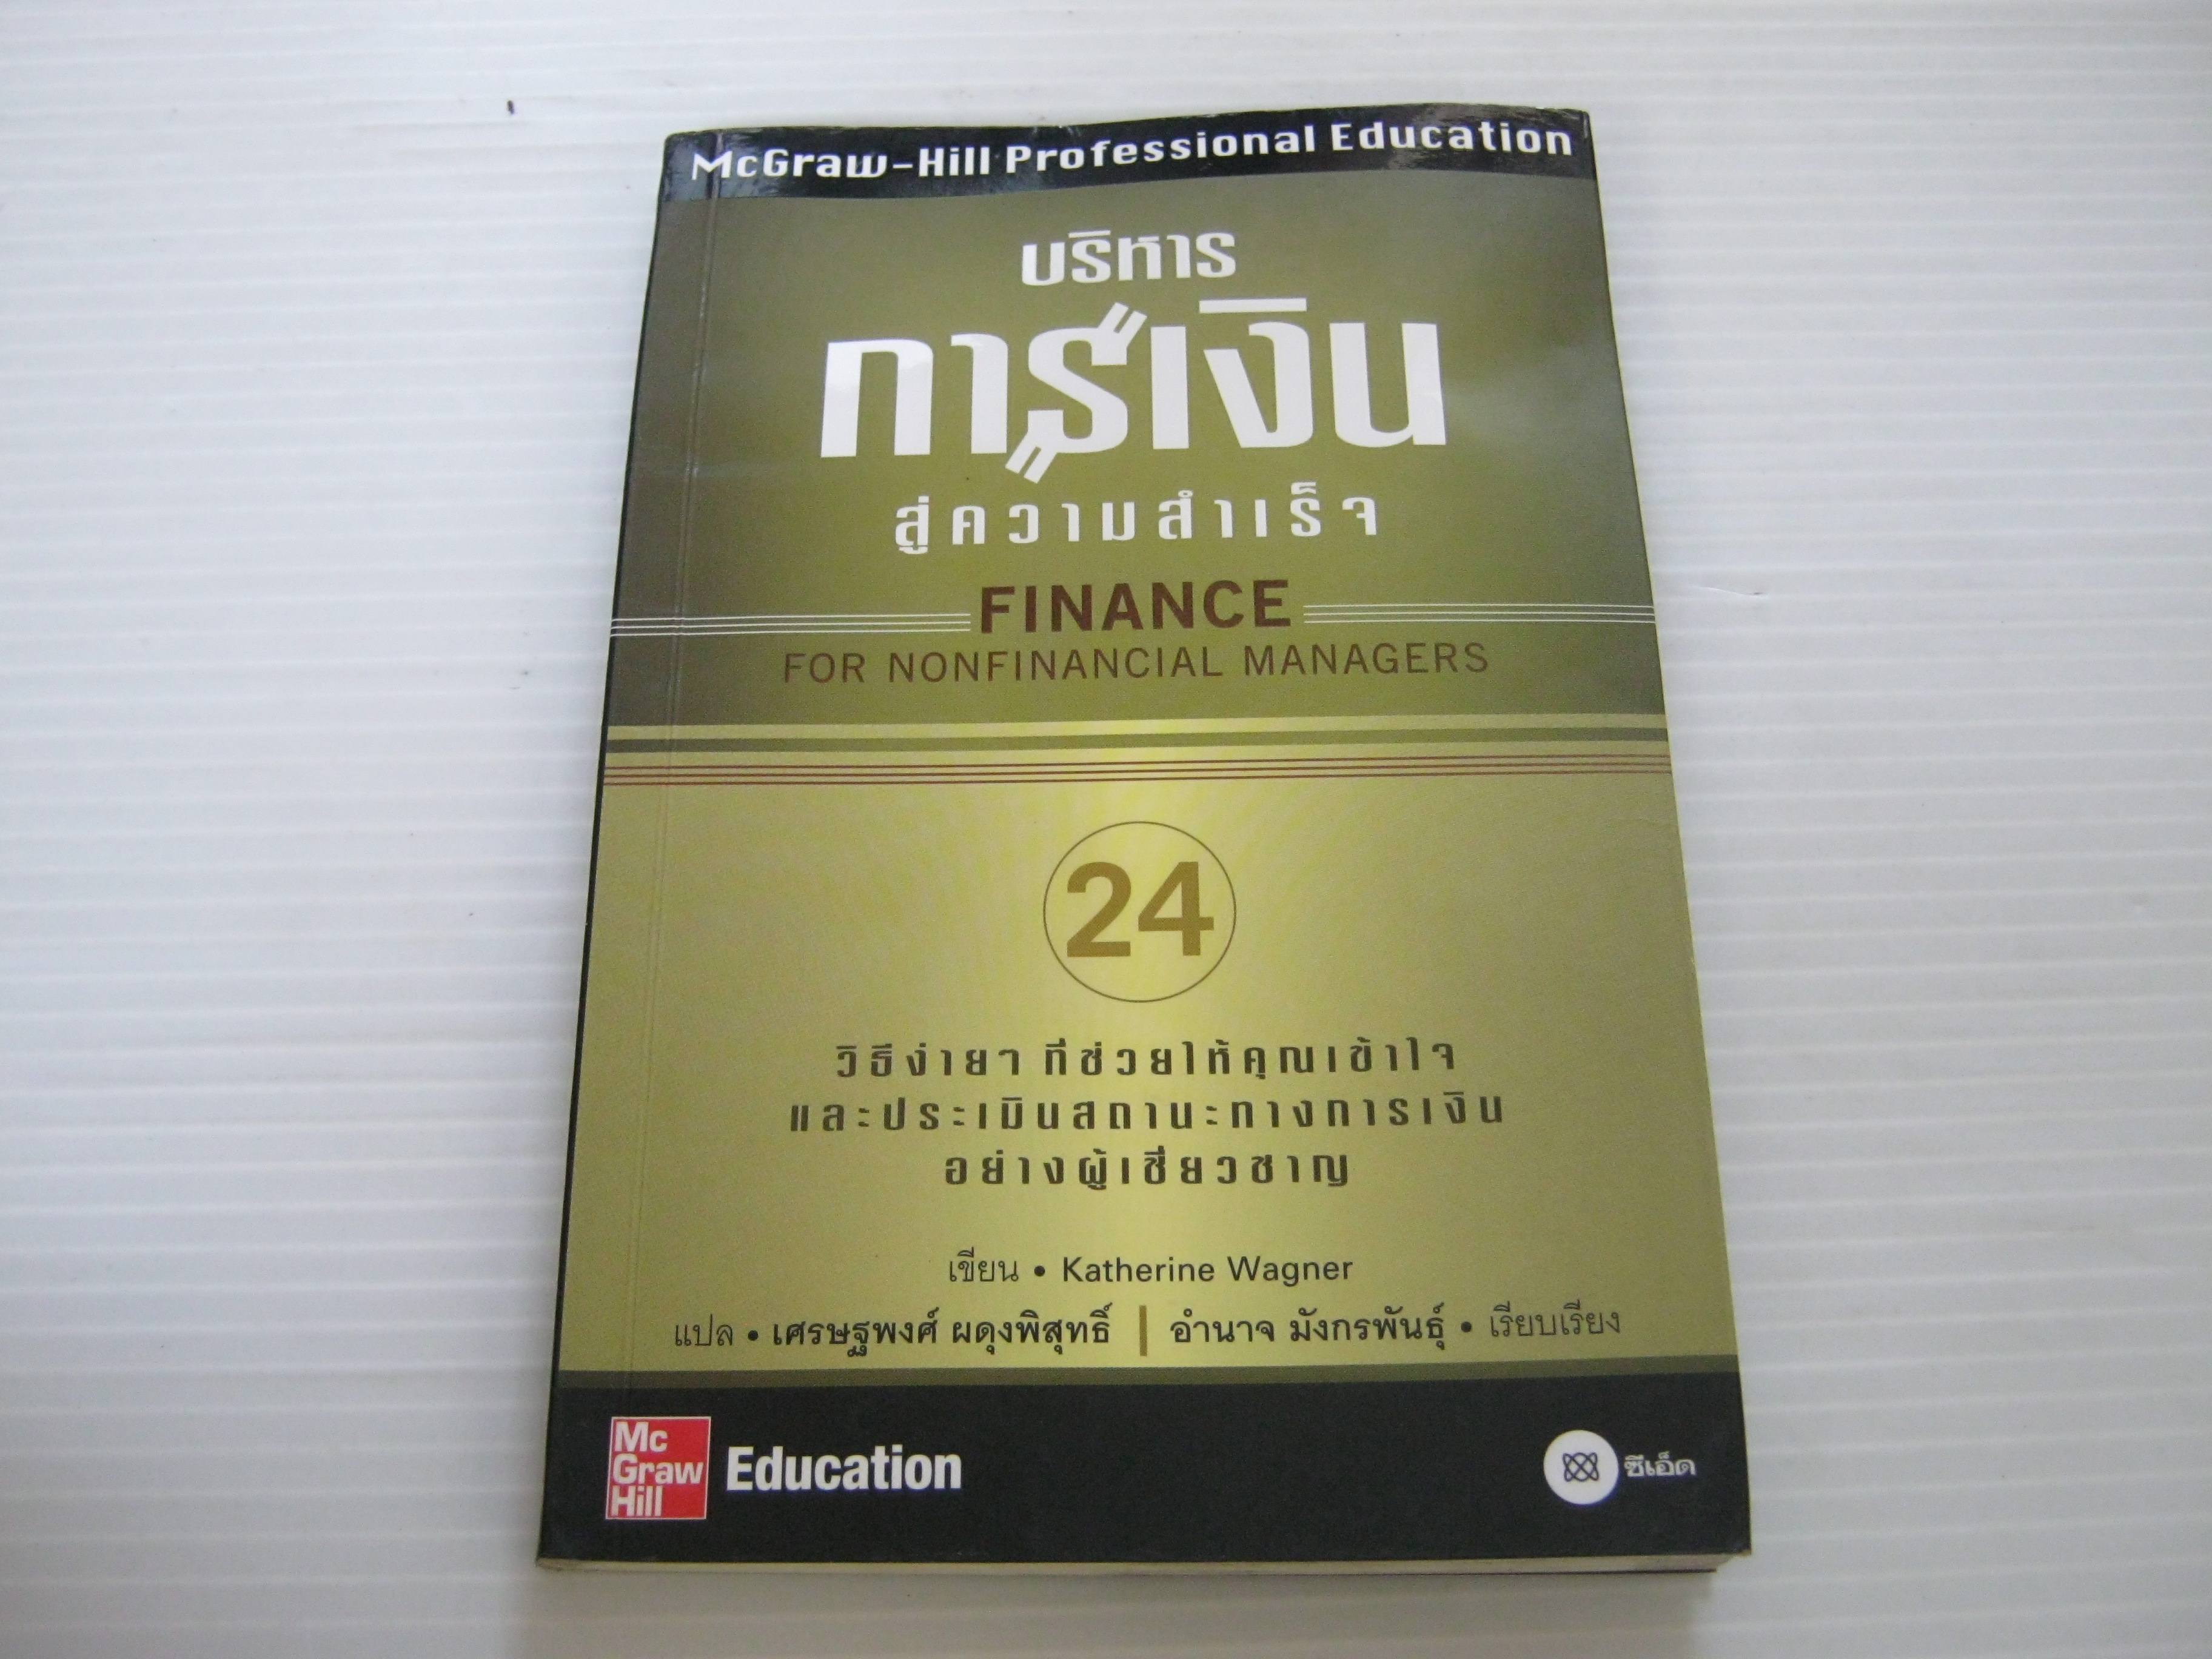 McGraw-Hill Professional Education
บริหาร
การเงิน
สู่ความสำเร็จ
FINANCE
FOR NONFINANCIAL MANAGERS
24
วิธีง่ายๆ ที่ช่วยให้คุณเข้าใจ
และประเมินสถานะทางการเงิน
อย่างผู้เชี่ยวชาญ
เขียน • Katherine Wagner
แปล • เศรษฐพงศ์ ผดุงพิสุทธิ์ | อำนาจ มังกรพันธุ์ • เรียบเรียง
Mc
Graw
Hill
Education
ซีเอ็ด